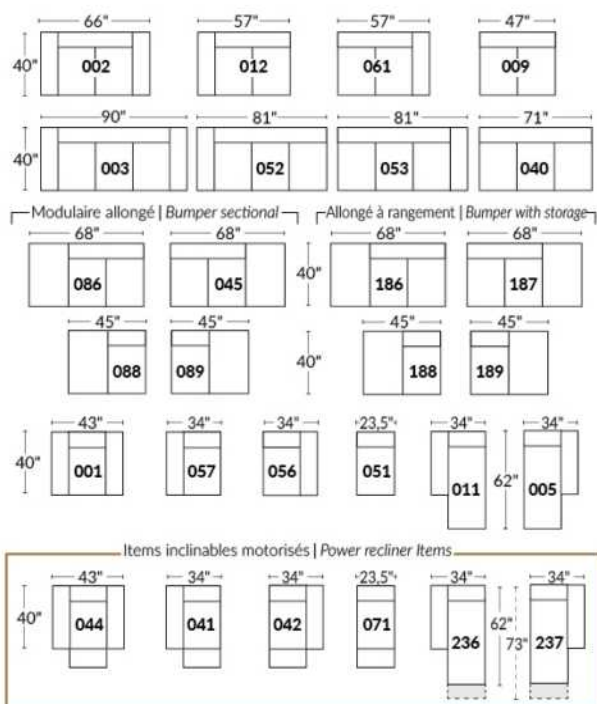 66" 57" 57" 47"
40" 002 012 061 009
90" 81" 81" 71"
40" 003 052 053 040
Modulaire allongé | Bumper sectional Allongé à rangement | Bumper with storage
68" 68" 68" 68"
086 045 40" 186 187
45" 45" 45" 45"
088 089 40" 188 189
43" 34" 34" 23,5" 34" 34"
40" 001 057 056 051 011 62" 005
Items inclinables motorisés | Power recliner Items
43" 34" 34" 23,5" 34" 34"
40" 044 041 042 071 236 62" 73" 237